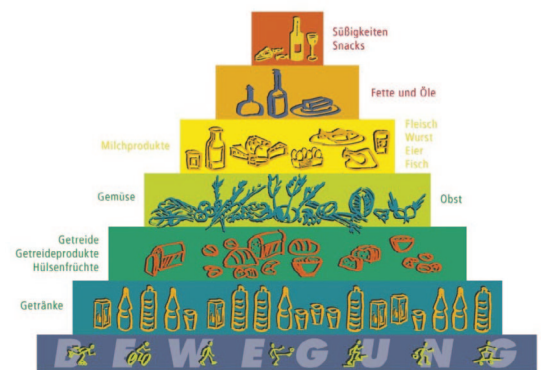 Süßigkeiten
Snacks
Fette und Öle
Milchprodukte
Fleisch
Wurst
Eier
Fisch
Gemüse
Obst
Getreide
Getreideprodukte
Hülsenfrüchte
Getränke
BEWEGUNG